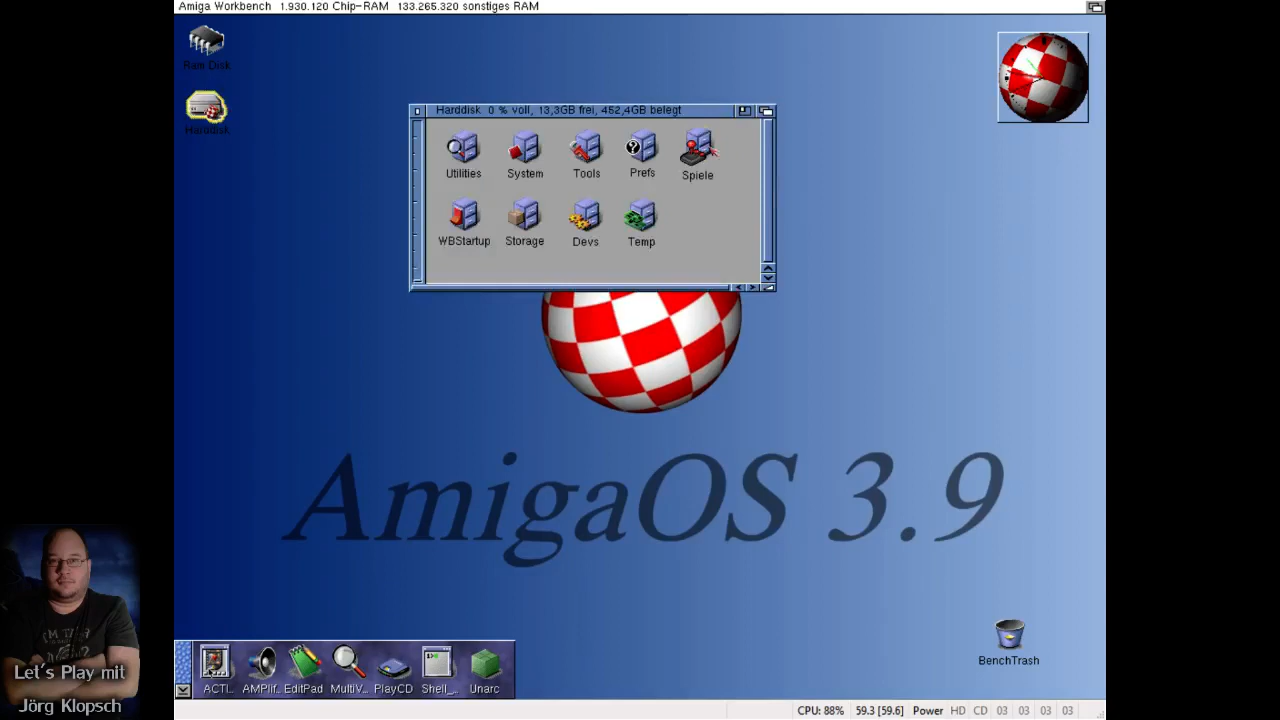 Amiga Workbench 1.930.120 Chip-RAM 133.265.320 sonstiges RAM
Ram Disk
Harddisk
Harddisk 0 % voll, 13,3GB frei, 452,4GB belegt
Utilities System Tools Prefs Spiele
WBStartup Storage Devs Temp
AmigaOS 3.9
BenchTrash
ACTI... AMPlif... EditPad MultiV... PlayCD Shell_... Unarc
Let´s Play mit
Jörg Klopsch
CPU: 88% 59.3 [59.6] Power HD CD 03 03 03 03